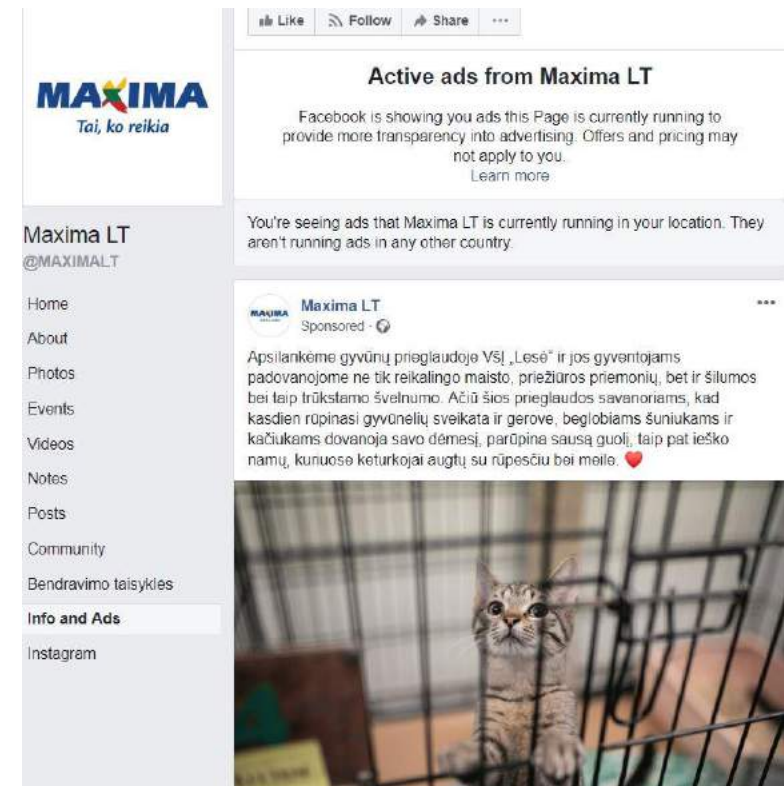 Like Follow Share ...
MAXIMA
Tai, ko reikia
Active ads from Maxima LT
Facebook is showing you ads this Page is currently running to
provide more transparency into advertising. Offers and pricing may
not apply to you.
Learn more
You're seeing ads that Maxima LT is currently running in your location. They
aren't running ads in any other country.
Maxima LT
@MAXIMALT
Home
About
Photos
Events
Videos
Notes
Posts
Community
Bendravimo taisyklės
Info and Ads
Instagram
MAXIMA
Maxima LT
...
Sponsored ·
Apsilankėme gyvūnų prieglaudoje VšĮ „Lesė“ ir jos gyventojams
padovanojome ne tik reikalingo maisto, priežiūros priemonių, bet ir šilumos
bei taip trūkstamo švelnumo. Ačiū šios prieglaudos savanoriams, kad
kasdien rūpinasi gyvūnėlių sveikata ir gerove, beglobiams šuniukams ir
kačiukams dovanoja savo dėmesį, parūpina sausą guolį, taip pat ieško
namų, kuriuose keturkojai augtų su rūpesčiu bei meile.